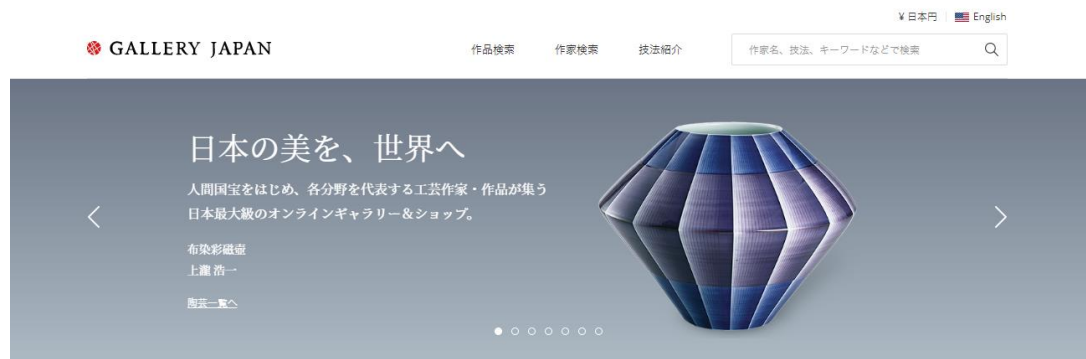 ¥ 日本円
English
GALLERY JAPAN
作品検索
作家検索
技法紹介
作家名、技法、キーワードなどで検索
日本の美を、世界へ
人間国宝をはじめ、各分野を代表する工芸作家・作品が集う
日本最大級のオンラインギャラリー＆ショップ。
布染彩磁壺
上瀧 浩一
陶芸一覧へ